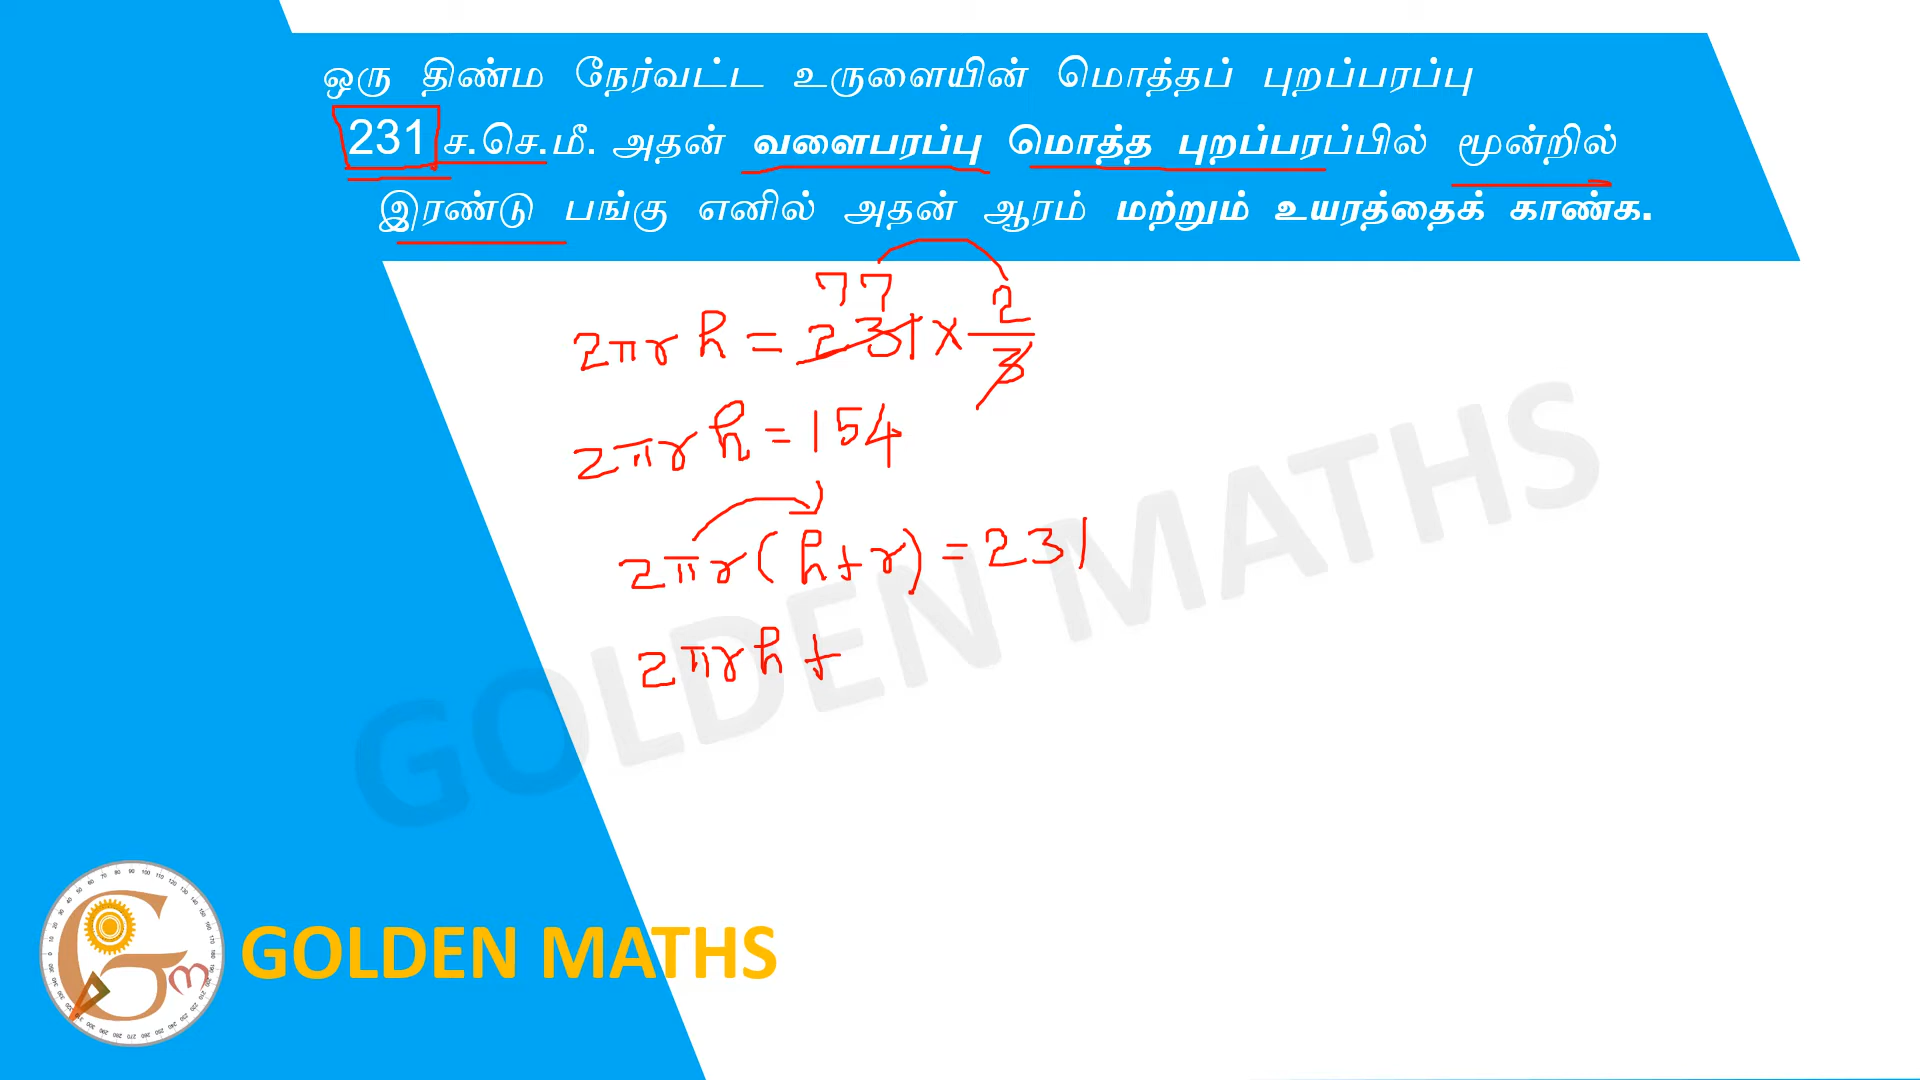 ஒரு திண்ம நேர்வட்ட உருளையின் மொத்தப் புறப்பரப்பு
231 ச.செ.மீ. அதன் வளைபரப்பு மொத்த புறப்பரப்பில் மூன்றில்
இரண்டு பங்கு எனில் அதன் ஆரம் மற்றும் உயரத்தைக் காண்க.
77
2πrh = 231 × 2/3
2πrh = 154
2πr(h+r) = 231
2πrh +
GOLDEN MATHS
GOLDEN MATHS